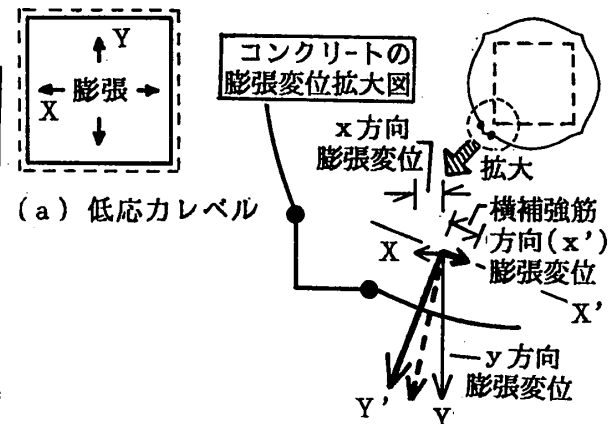 Y
膨張
X
(a) 低応力レベル
コンクリートの
膨張変位拡大図
x方向
膨張変位
拡大
横補強筋
方向(x')
膨張変位
X
X'
y方向
膨張変位
Y'
Y